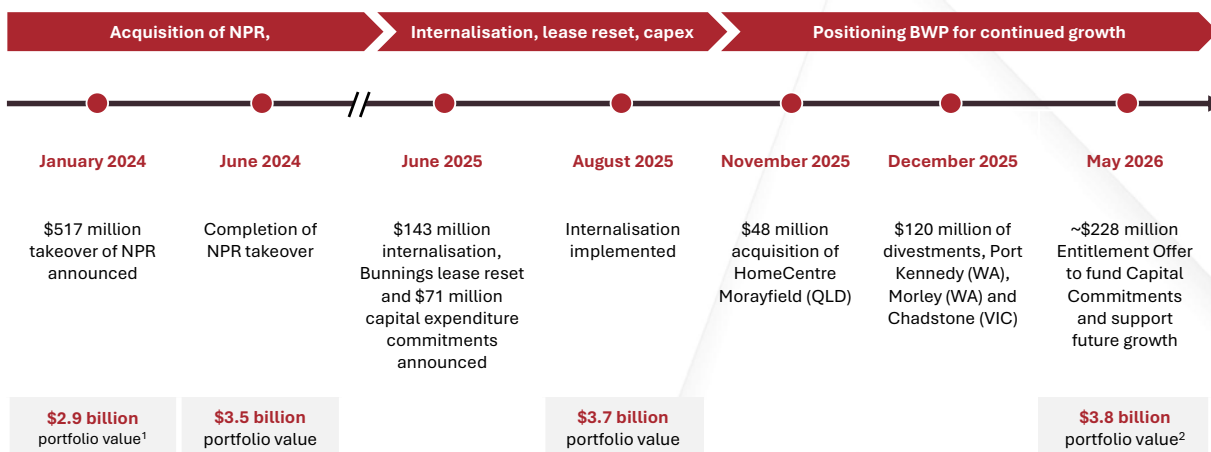 Acquisition of NPR,
Internalisation, lease reset, capex
Positioning BWP for continued growth
January 2024
June 2024
June 2025
August 2025
November 2025
December 2025
May 2026
$517 million
takeover of NPR
announced
Completion of
NPR takeover
$143 million
internalisation,
Bunnings lease reset
and $71 million
capital expenditure
commitments
announced
Internalisation
implemented
$48 million
acquisition of
HomeCentre
Morayfield (QLD)
$120 million of
divestments, Port
Kennedy (WA),
Morley (WA) and
Chadstone (VIC)
~$228 million
Entitlement Offer
to fund Capital
Commitments
and support
future growth
$2.9 billion
portfolio value¹
$3.5 billion
portfolio value
$3.7 billion
portfolio value
$3.8 billion
portfolio value²